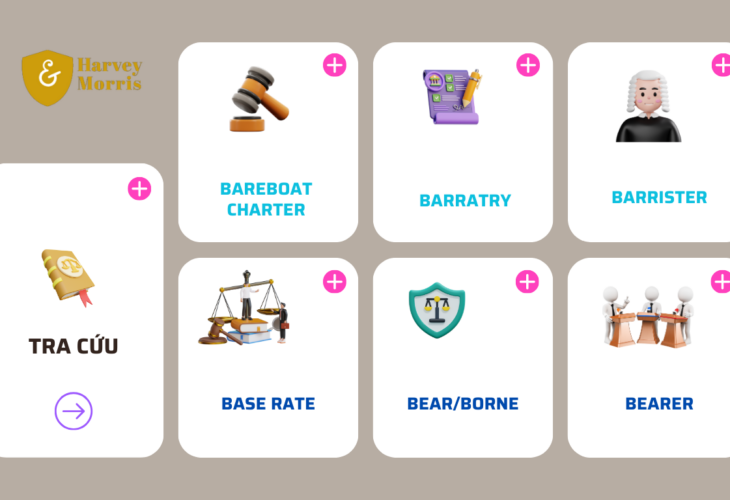 &
Harvey
Morris
BAREBOAT
CHARTER
BARRATRY
BARRISTER
TRA CỨU
BASE RATE
BEAR/BORNE
BEARER